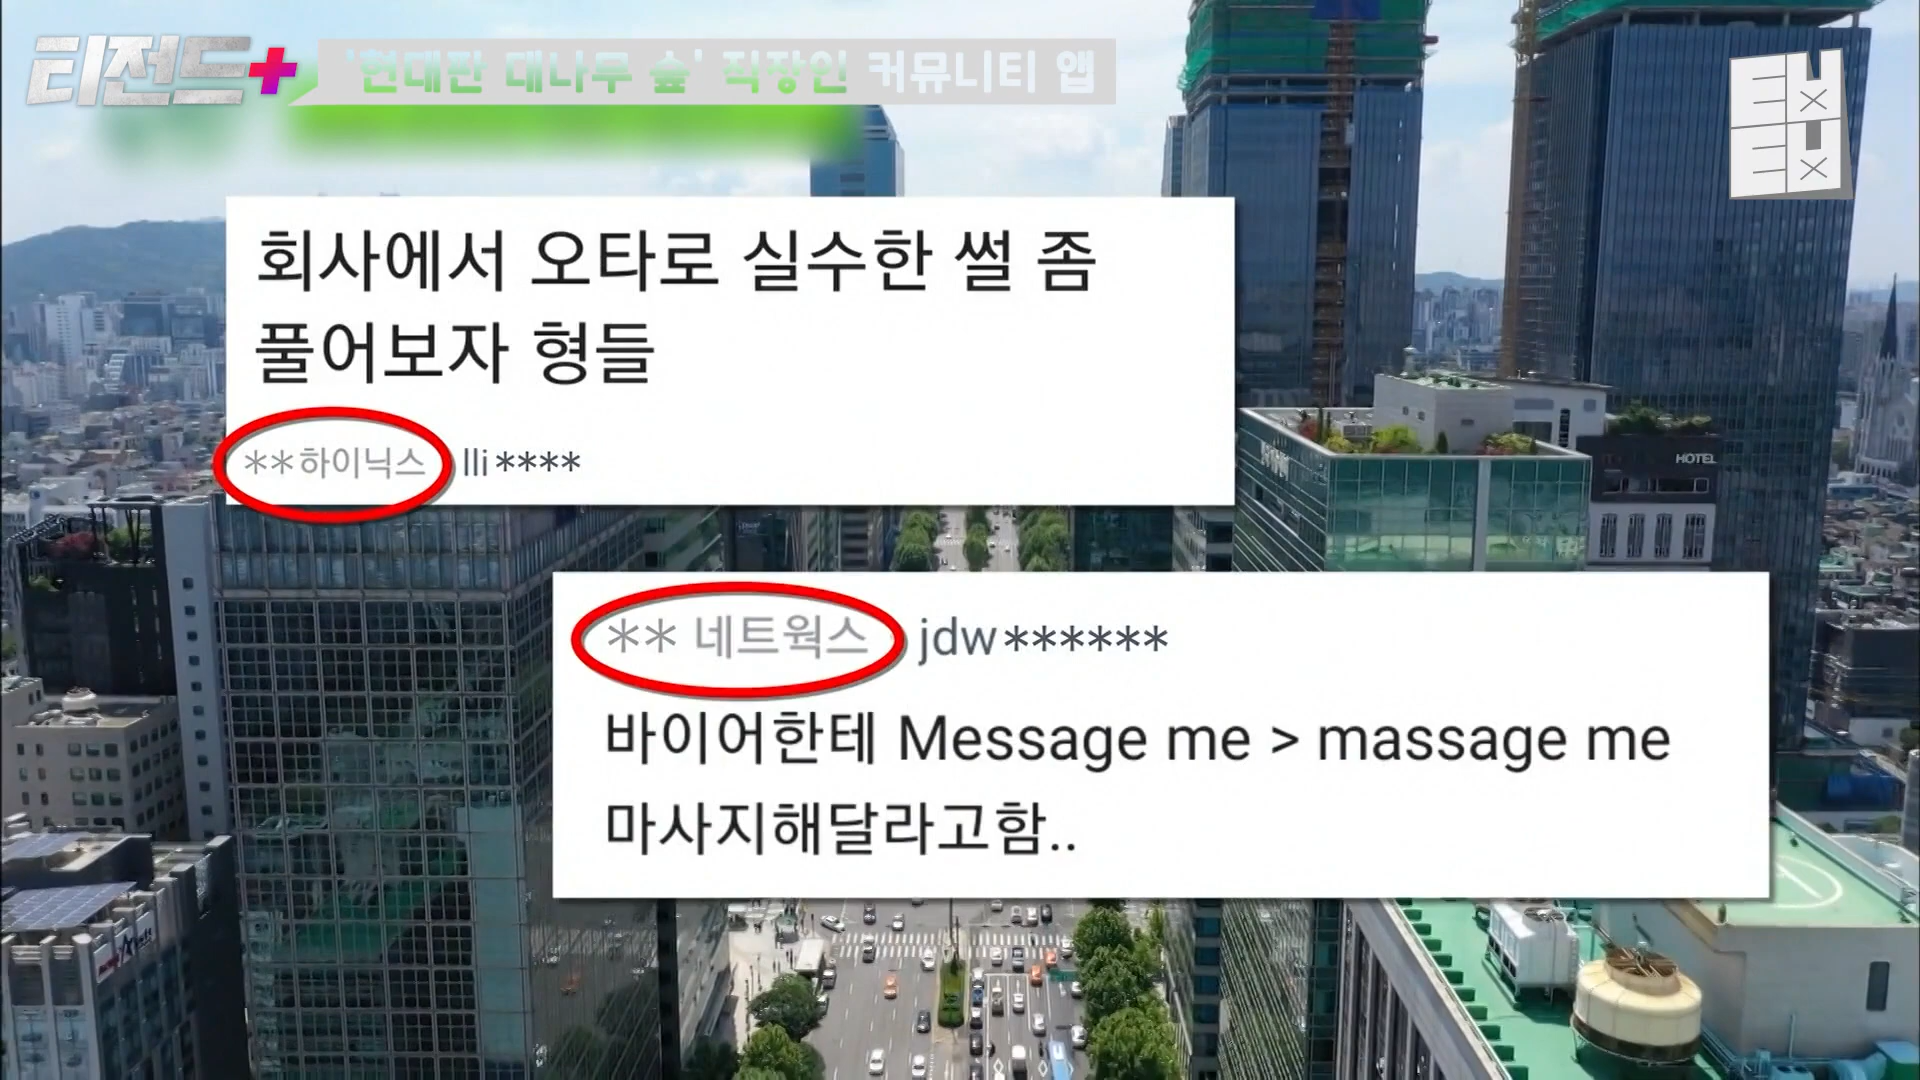 티전드+
'현대판 대나무 숲' 직장인 커뮤니티 앱
회사에서 오타로 실수한 썰 좀
풀어보자 형들
**하이닉스 lli****
HOTEL
** 네트웍스 jdw******
바이어한테 Message me > massage me
마사지해달라고함..